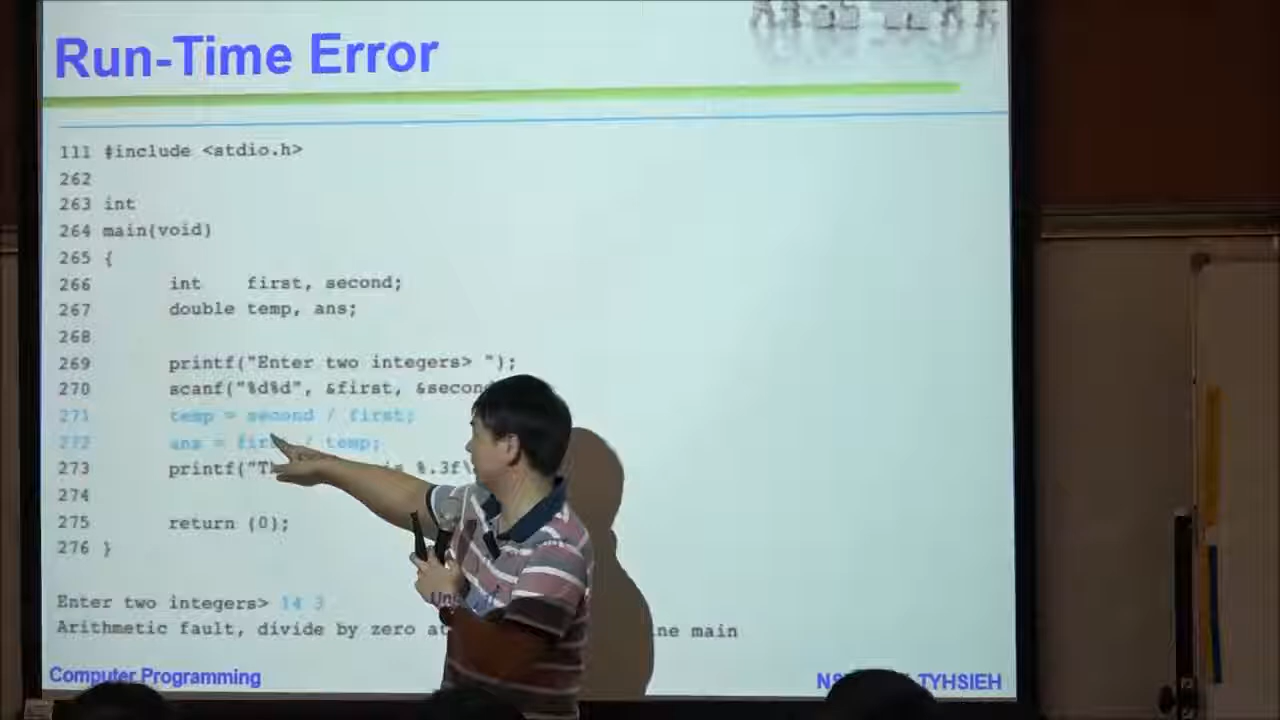 Run-Time Error
111 #include <stdio.h>
262
263 int
264 main(void)
265 {
266 int first, second;
267 double temp, ans;
268
269 printf("Enter two integers> ");
270 scanf("%d%d", &first, &secon
271 temp = second / first;
272 ans = first / temp;
273 printf("Th %.3f\
274
275 return (0);
276 }
Enter two integers> 14 3
Arithmetic fault, divide by zero at ine main
Computer Programming
TYHSIEH